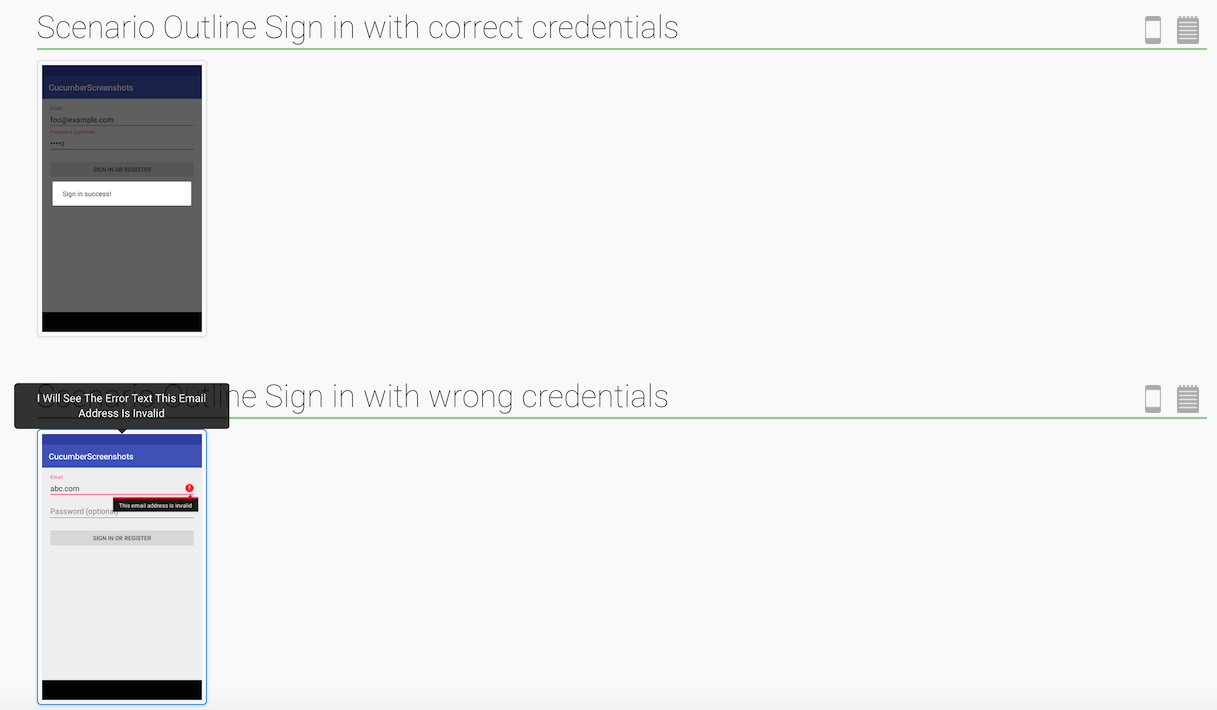 Scenario Outline Sign in with correct credentials
CucumberScreenshots
Email
foo@example.com
Password (optional)
SIGN IN OR REGISTER
Sign in success!
Scenario Outline Sign in with wrong credentials
I Will See The Error Text This Email
Address Is Invalid
CucumberScreenshots
Email
abc.com
This email address is invalid
Password (optional)
SIGN IN OR REGISTER